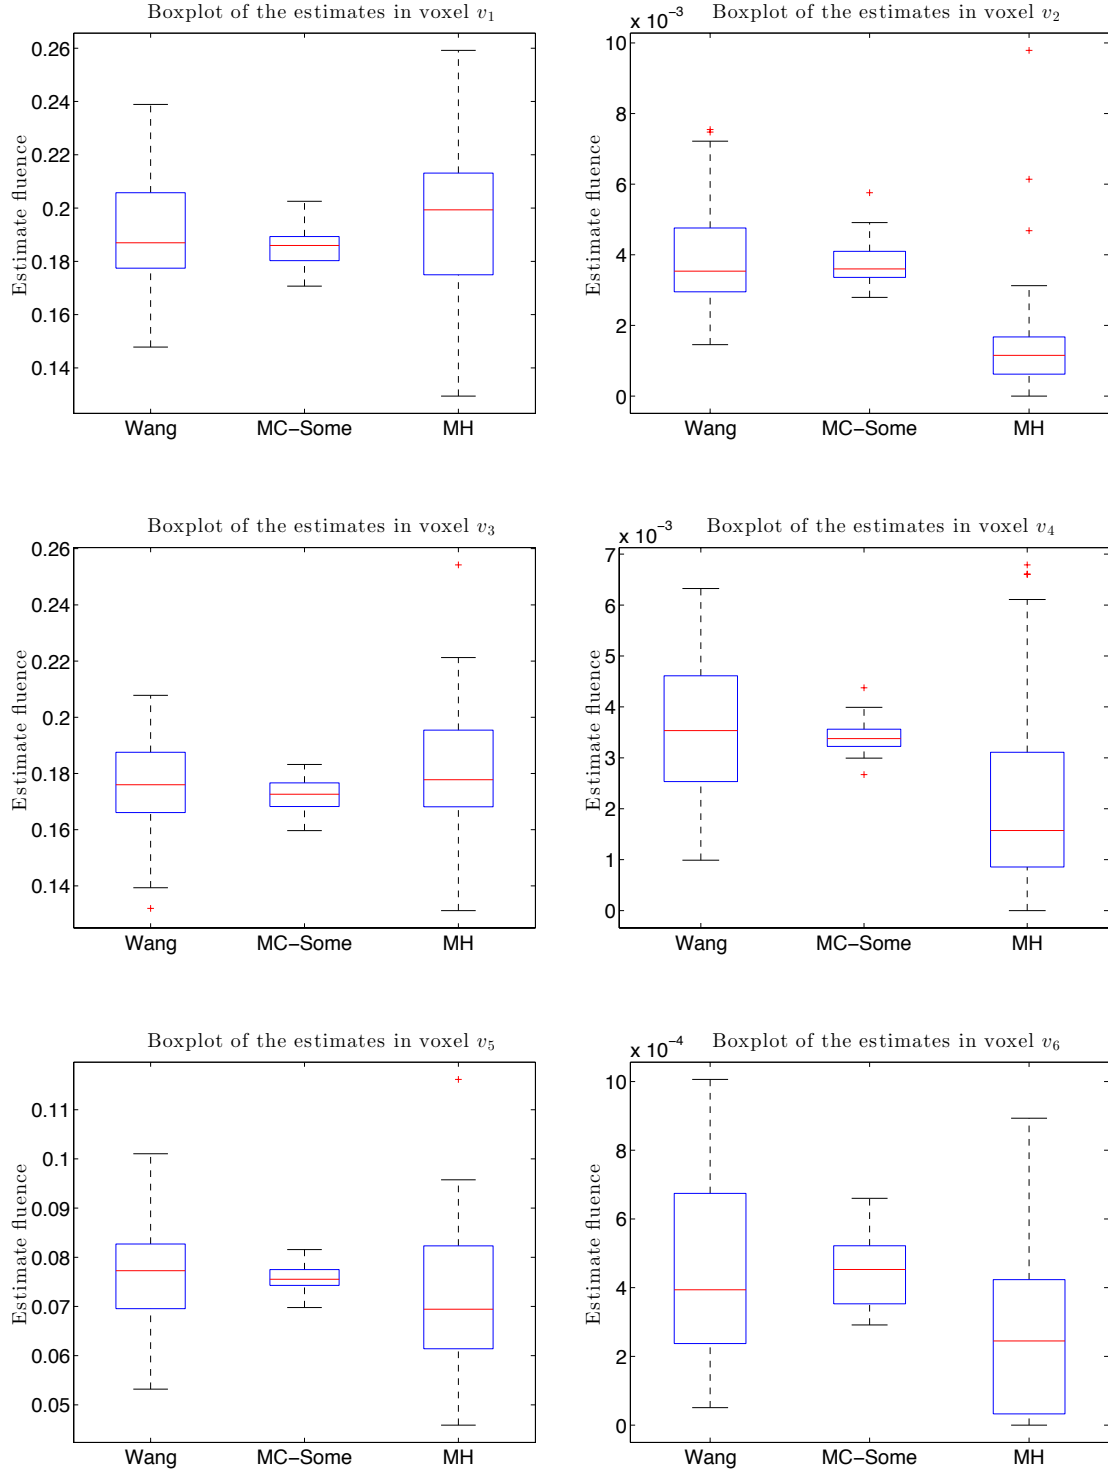 Boxplot of the estimates in voxel v₁
Estimate fluence
0.26
0.24
0.22
0.2
0.18
0.16
0.14
Wang MC−Some MH
Boxplot of the estimates in voxel v₂
x 10⁻³
Estimate fluence
10
8
6
4
2
0
Wang MC−Some MH
Boxplot of the estimates in voxel v₃
Estimate fluence
0.26
0.24
0.22
0.2
0.18
0.16
0.14
Wang MC−Some MH
Boxplot of the estimates in voxel v₄
x 10⁻³
Estimate fluence
7
6
5
4
3
2
1
0
Wang MC−Some MH
Boxplot of the estimates in voxel v₅
Estimate fluence
0.11
0.1
0.09
0.08
0.07
0.06
0.05
Wang MC−Some MH
Boxplot of the estimates in voxel v₆
x 10⁻⁴
Estimate fluence
10
8
6
4
2
0
Wang MC−Some MH